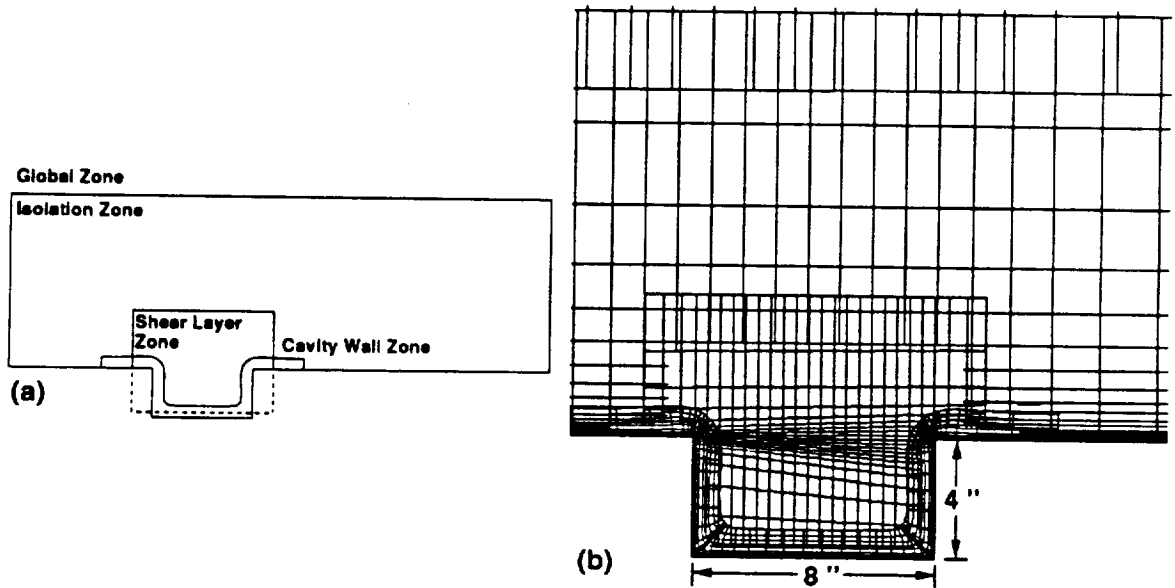 Global Zone
Isolation Zone
Shear Layer
Zone
Cavity Wall Zone
(a)
4 "
(b)
8 "